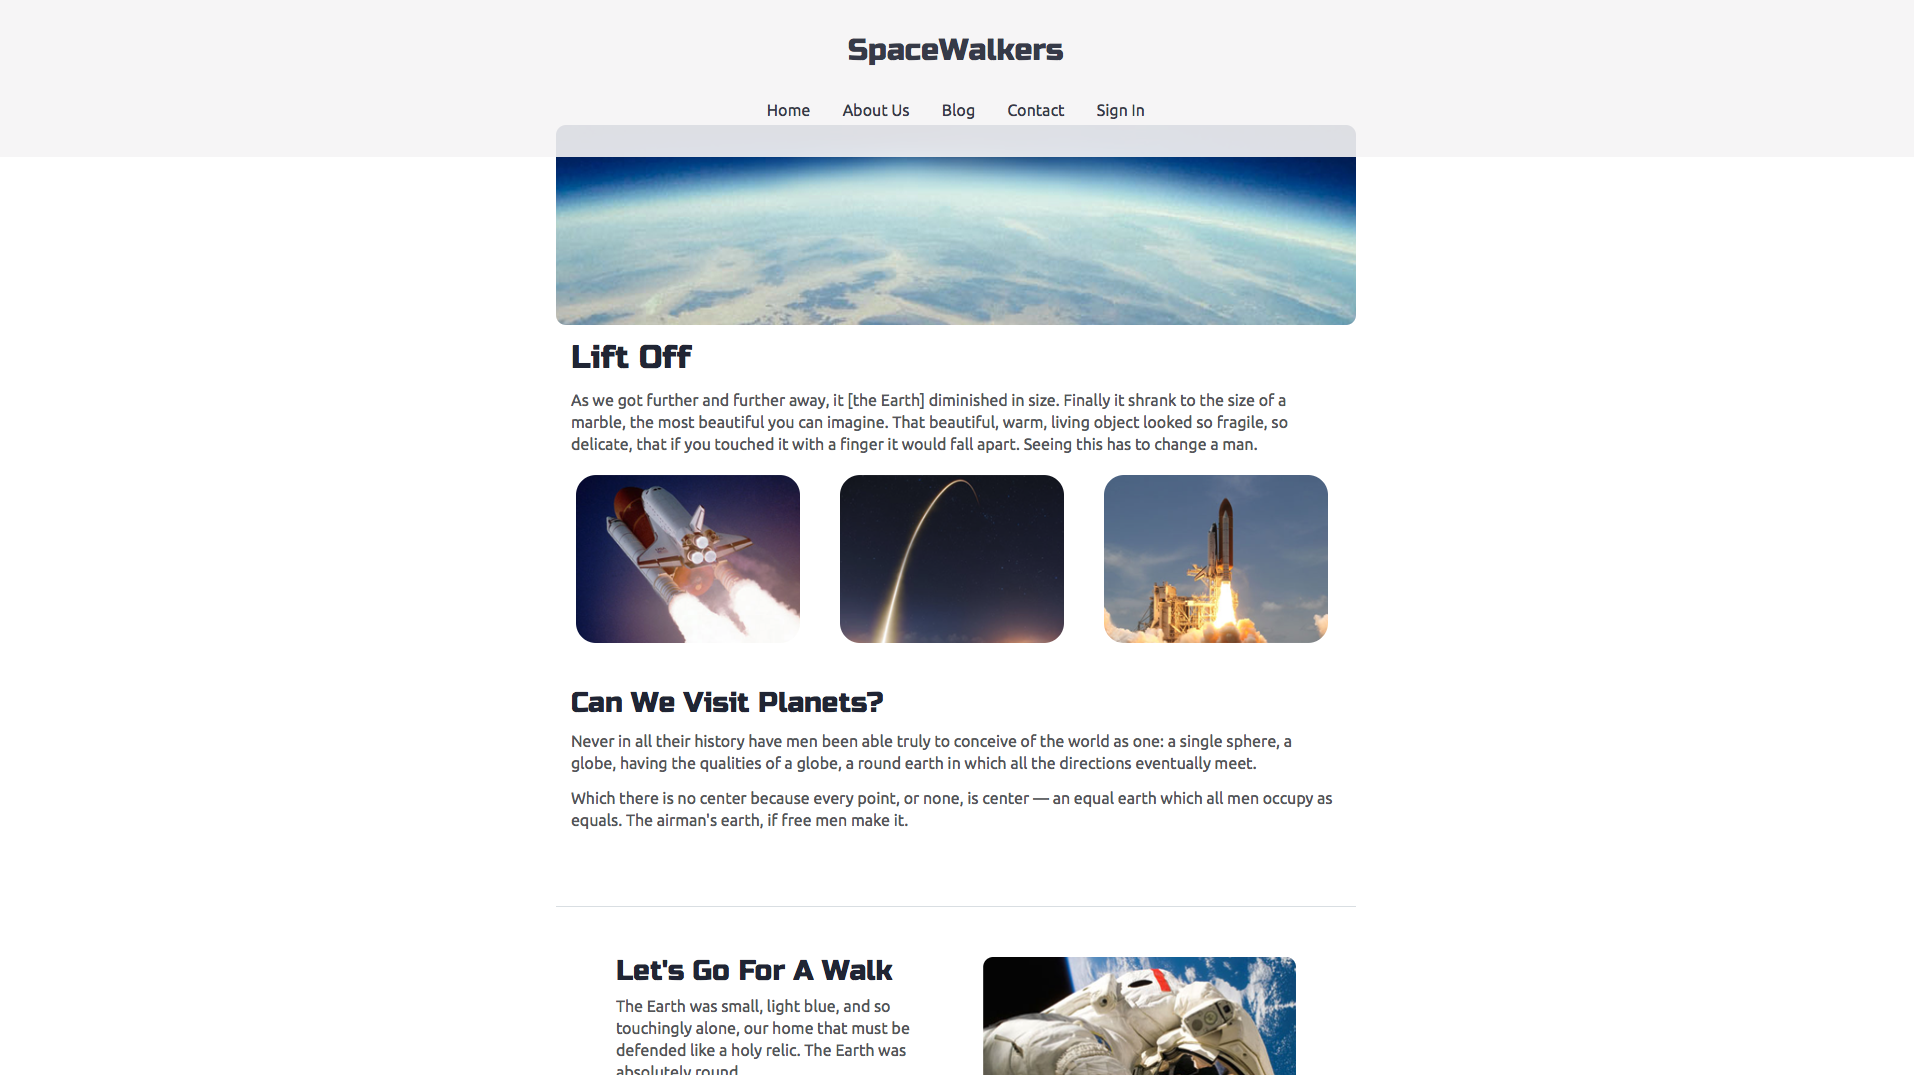 SpaceWalkers
Home About Us Blog Contact Sign In
Lift Off
As we got further and further away, it [the Earth] diminished in size. Finally it shrank to the size of a
marble, the most beautiful you can imagine. That beautiful, warm, living object looked so fragile, so
delicate, that if you touched it with a finger it would fall apart. Seeing this has to change a man.
Can We Visit Planets?
Never in all their history have men been able truly to conceive of the world as one: a single sphere, a
globe, having the qualities of a globe, a round earth in which all the directions eventually meet.
Which there is no center because every point, or none, is center — an equal earth which all men occupy as
equals. The airman's earth, if free men make it.
Let's Go For A Walk
The Earth was small, light blue, and so
touchingly alone, our home that must be
defended like a holy relic. The Earth was
absolutely round.